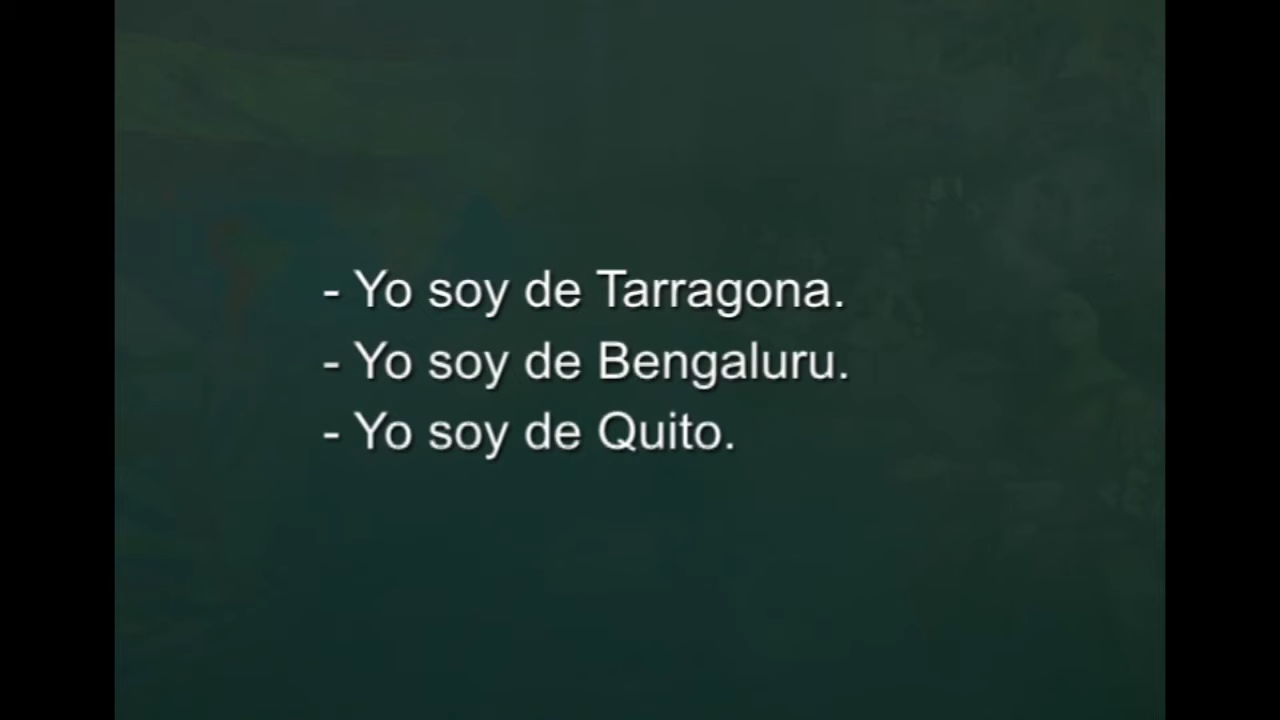 - Yo soy de Tarragona.
- Yo soy de Bengaluru.
- Yo soy de Quito.